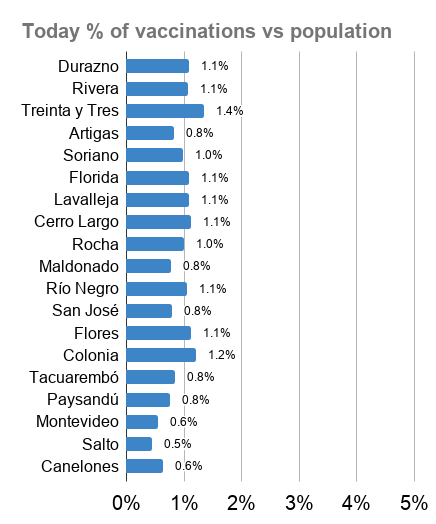 Today % of vaccinations vs population
Durazno 1.1%
Rivera 1.1%
Treinta y Tres 1.4%
Artigas 0.8%
Soriano 1.0%
Florida 1.1%
Lavalleja 1.1%
Cerro Largo 1.1%
Rocha 1.0%
Maldonado 0.8%
Río Negro 1.1%
San José 0.8%
Flores 1.1%
Colonia 1.2%
Tacuarembó 0.8%
Paysandú 0.8%
Montevideo 0.6%
Salto 0.5%
Canelones 0.6%
0% 1% 2% 3% 4% 5%